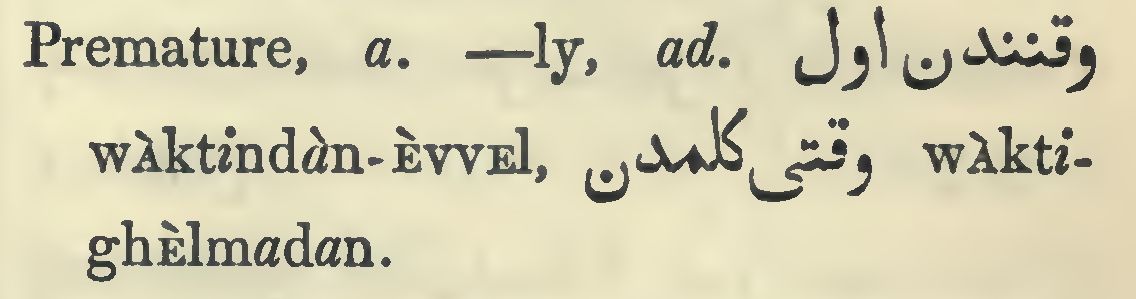 Premature, a. —ly, ad. وقتندن اول
wÀktindàn-Èvvel, وقتی کلمدن wÀkti-
ghÈlmadan.